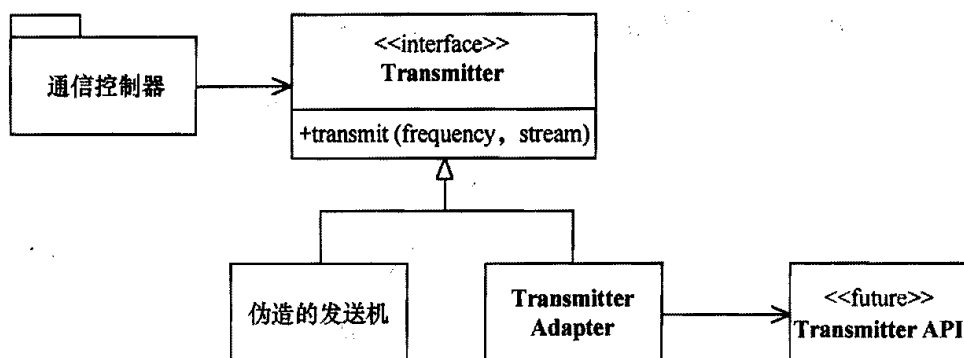 通信控制器
<<interface>>
Transmitter
+transmit (frequency，stream)
伪造的发送机
Transmitter
Adapter
<<future>>
Transmitter API